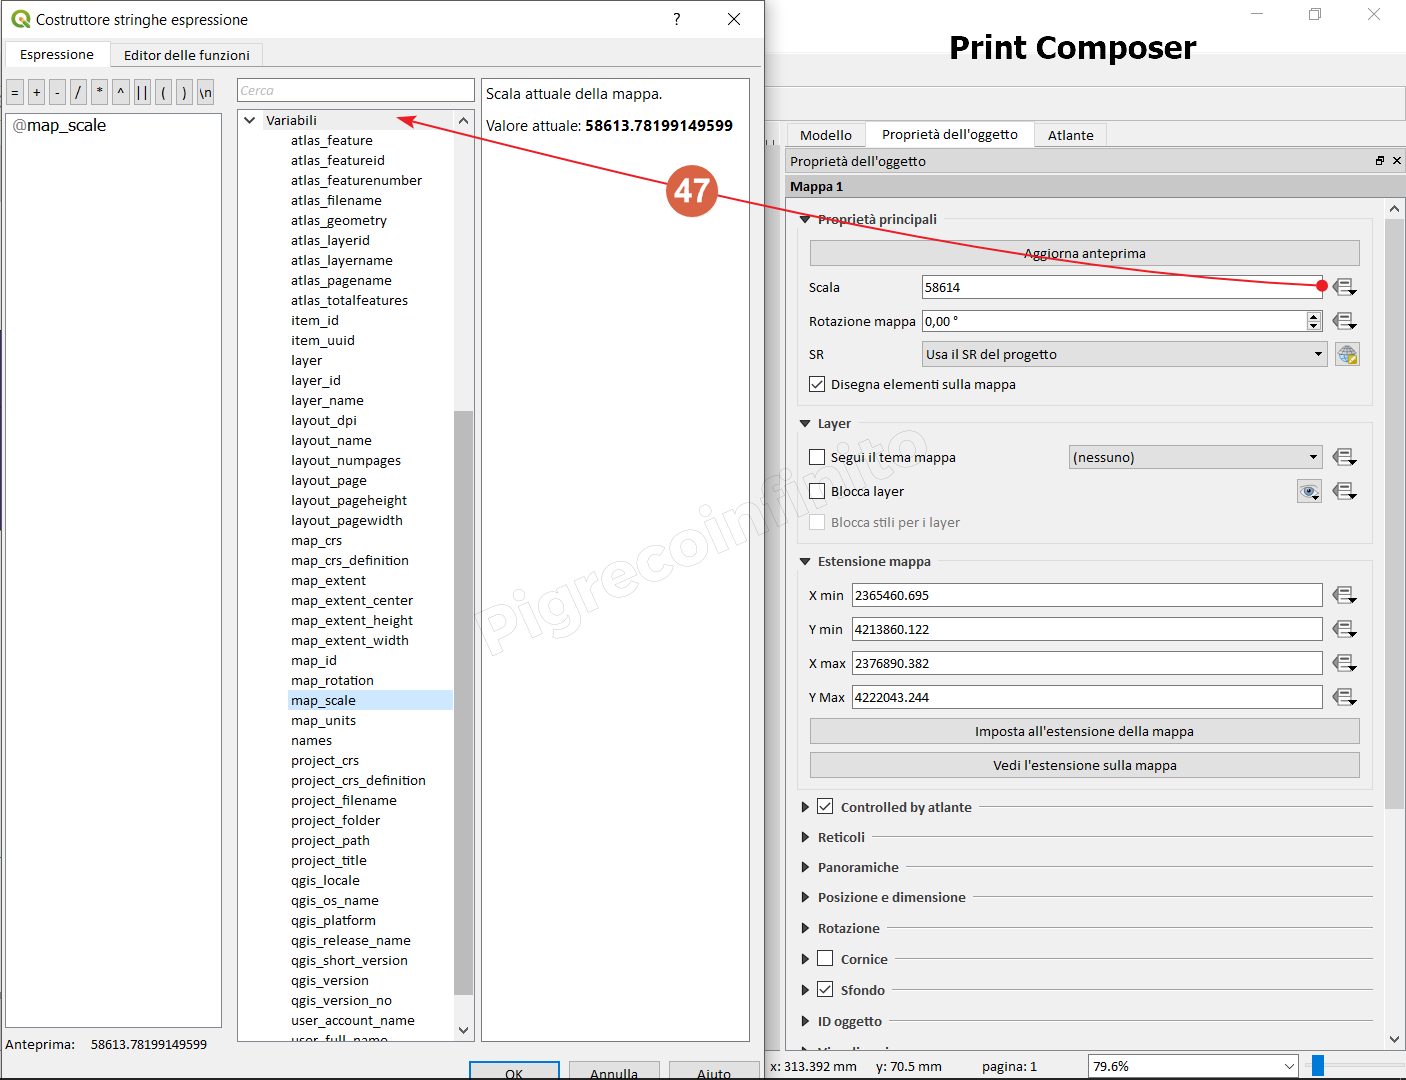 Costruttore stringhe espressione
?
Espressione
Editor delle funzioni
= + - / * ^ || ( ) \n
@map_scale
Cerca
Variabili
atlas_feature
atlas_featureid
atlas_featurenumber
atlas_filename
atlas_geometry
atlas_layerid
atlas_layername
atlas_pagename
atlas_totalfeatures
item_id
item_uuid
layer
layer_id
layer_name
layout_dpi
layout_name
layout_numpages
layout_page
layout_pageheight
layout_pagewidth
map_crs
map_crs_definition
map_extent
map_extent_center
map_extent_height
map_extent_width
map_id
map_rotation
map_scale
map_units
names
project_crs
project_crs_definition
project_filename
project_folder
project_path
project_title
qgis_locale
qgis_os_name
qgis_platform
qgis_release_name
qgis_short_version
qgis_version
qgis_version_no
user_account_name
user_full_name
Scala attuale della mappa.
Valore attuale: 58613.78199149599
Anteprima: 58613.78199149599
OK
Annulla
Aiuto
47
Print Composer
Modello
Proprietà dell'oggetto
Atlante
Proprietà dell'oggetto
Mappa 1
Proprietà principali
Aggiorna anteprima
Scala 58614
Rotazione mappa 0,00 °
SR Usa il SR del progetto
Disegna elementi sulla mappa
Layer
Segui il tema mappa (nessuno)
Blocca layer
Blocca stili per i layer
Estensione mappa
X min 2365460.695
Y min 4213860.122
X max 2376890.382
Y Max 4222043.244
Imposta all'estensione della mappa
Vedi l'estensione sulla mappa
Controlled by atlante
Reticoli
Panoramiche
Posizione e dimensione
Rotazione
Cornice
Sfondo
ID oggetto
x: 313.392 mm y: 70.5 mm pagina: 1 79.6%
Pigrecoinfinito